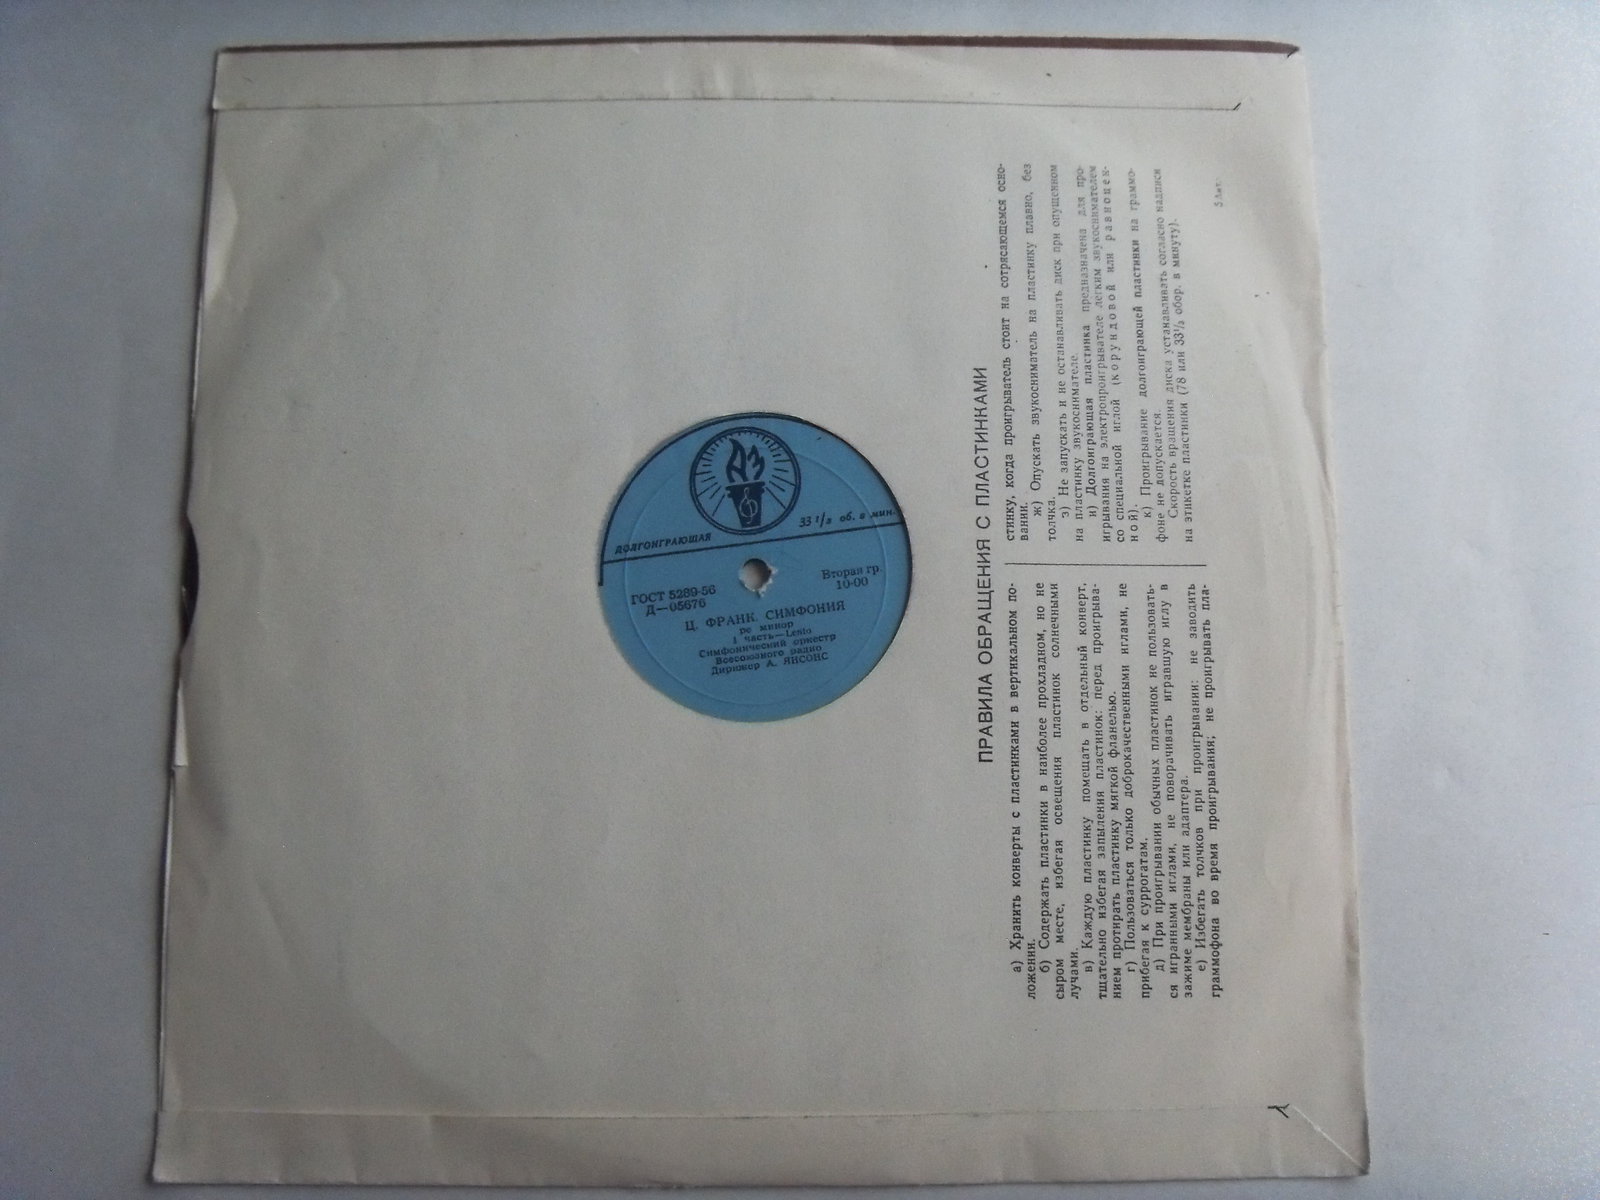 АЗ
ДОЛГОИГРАЮЩАЯ
33 1/3 об. в мин.
ГОСТ 5289-56
Д—05676
Вторая гр.
10-00
Ц. ФРАНК. СИМФОНИЯ
ре минор
I часть—Lento
Симфонический оркестр
Всесоюзного радио
Дирижер А. ЯНСОНС
ПРАВИЛА ОБРАЩЕНИЯ С ПЛАСТИНКАМИ
а) Хранить конверты с пластинками в вертикальном по-
ложении.
б) Содержать пластинки в наиболее прохладном, но не
сыром месте, избегая освещения пластинок солнечными
лучами.
в) Каждую пластинку помещать в отдельный конверт,
тщательно избегая запыления пластинок: перед проигрыва-
нием протирать пластинку мягкой фланелью.
г) Пользоваться только доброкачественными иглами, не
прибегая к суррогатам.
д) При проигрывании обычных пластинок не пользовать-
ся игранными иглами, не поворачивать игравшую иглу в
зажиме мембраны или адаптера.
е) Избегать толчков при проигрывании: не заводить
граммофона во время проигрывания; не проигрывать пла-
стинку, когда проигрыватель стоит на сотрясающемся осно-
вании.
ж) Опускать звукосниматель на пластинку плавно, без
толчка.
з) Не запускать и не останавливать диск при опущенном
на пластинку звукоснимателе.
и) Долгоиграющая пластинка предназначена для про-
игрывания на электропроигрывателе легким звукоснимателем
со специальной иглой (корундовой или равноцен-
ной).
к) Проигрывание долгоиграющей пластинки на граммо-
фоне не допускается.
Скорость вращения диска устанавливать согласно надписи
на этикетке пластинки (78 или 33 1/3 обор. в минуту).